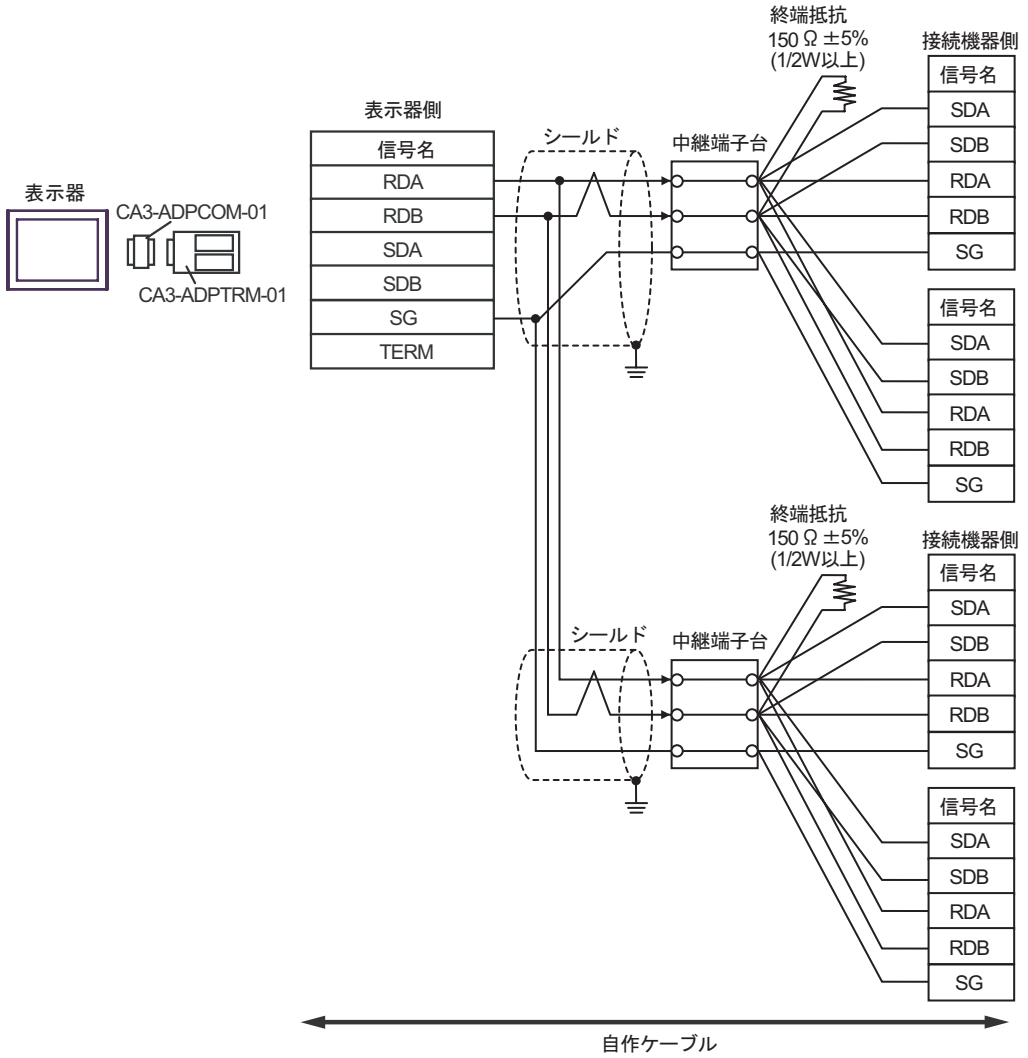 終端抵抗
150 Ω ±5%
(1/2W以上)
接続機器側
信号名
SDA
SDB
RDA
RDB
SG
信号名
SDA
SDB
RDA
RDB
SG
表示器
CA3-ADPCOM-01
CA3-ADPTRM-01
表示器側
信号名
RDA
RDB
SDA
SDB
SG
TERM
シールド
中継端子台
終端抵抗
150 Ω ±5%
(1/2W以上)
接続機器側
信号名
SDA
SDB
RDA
RDB
SG
信号名
SDA
SDB
RDA
RDB
SG
シールド
中継端子台
自作ケーブル